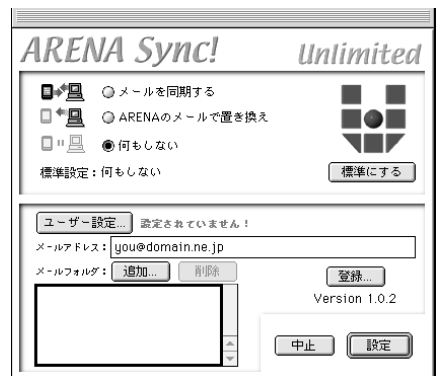 ARENA Sync! Unlimited
メールを同期する
ARENAのメールで置き換え
何もしない
標準設定：何もしない
標準にする
ユーザー設定... 設定されていません！
メールアドレス： you@domain.ne.jp
メールフォルダ： 追加... 削除
登録...
Version 1.0.2
中止 設定